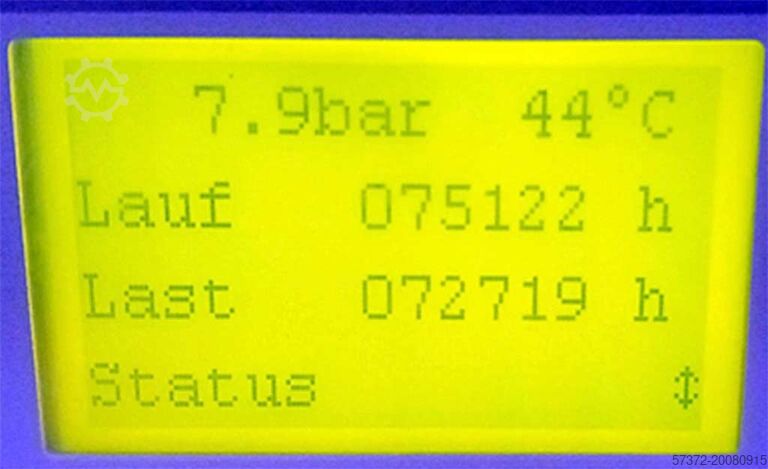 7.9bar 44°C
Lauf 075122 h
Last 072719 h
Status ↕
57372-20080915